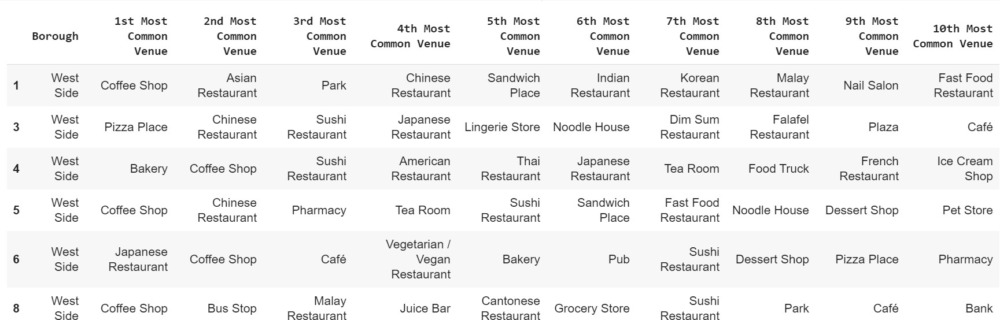 Borough 1st Most Common Venue 2nd Most Common Venue 3rd Most Common Venue 4th Most Common Venue 5th Most Common Venue 6th Most Common Venue 7th Most Common Venue 8th Most Common Venue 9th Most Common Venue 10th Most Common Venue
1 West Side Coffee Shop Asian Restaurant Park Chinese Restaurant Sandwich Place Indian Restaurant Korean Restaurant Malay Restaurant Nail Salon Fast Food Restaurant
3 West Side Pizza Place Chinese Restaurant Sushi Restaurant Japanese Restaurant Lingerie Store Noodle House Dim Sum Restaurant Falafel Restaurant Plaza Café
4 West Side Bakery Coffee Shop Sushi Restaurant American Restaurant Thai Restaurant Japanese Restaurant Tea Room Food Truck French Restaurant Ice Cream Shop
5 West Side Coffee Shop Chinese Restaurant Pharmacy Tea Room Sushi Restaurant Sandwich Place Fast Food Restaurant Noodle House Dessert Shop Pet Store
6 West Side Japanese Restaurant Coffee Shop Café Vegetarian / Vegan Restaurant Bakery Pub Sushi Restaurant Dessert Shop Pizza Place Pharmacy
8 West Side Coffee Shop Bus Stop Malay Restaurant Juice Bar Cantonese Restaurant Grocery Store Sushi Restaurant Park Café Bank